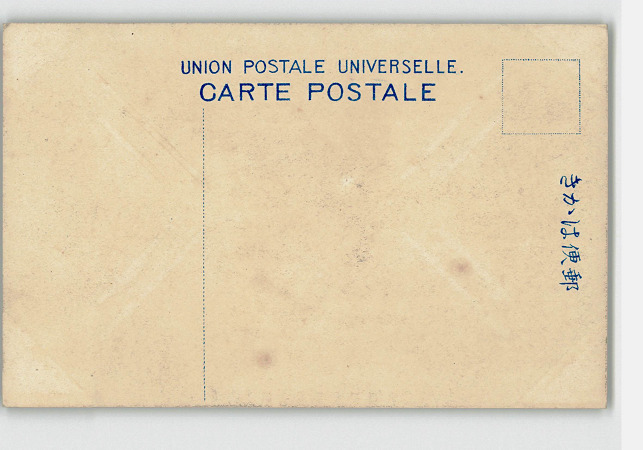 UNION POSTALE UNIVERSELLE.
CARTE POSTALE
きかは便郵